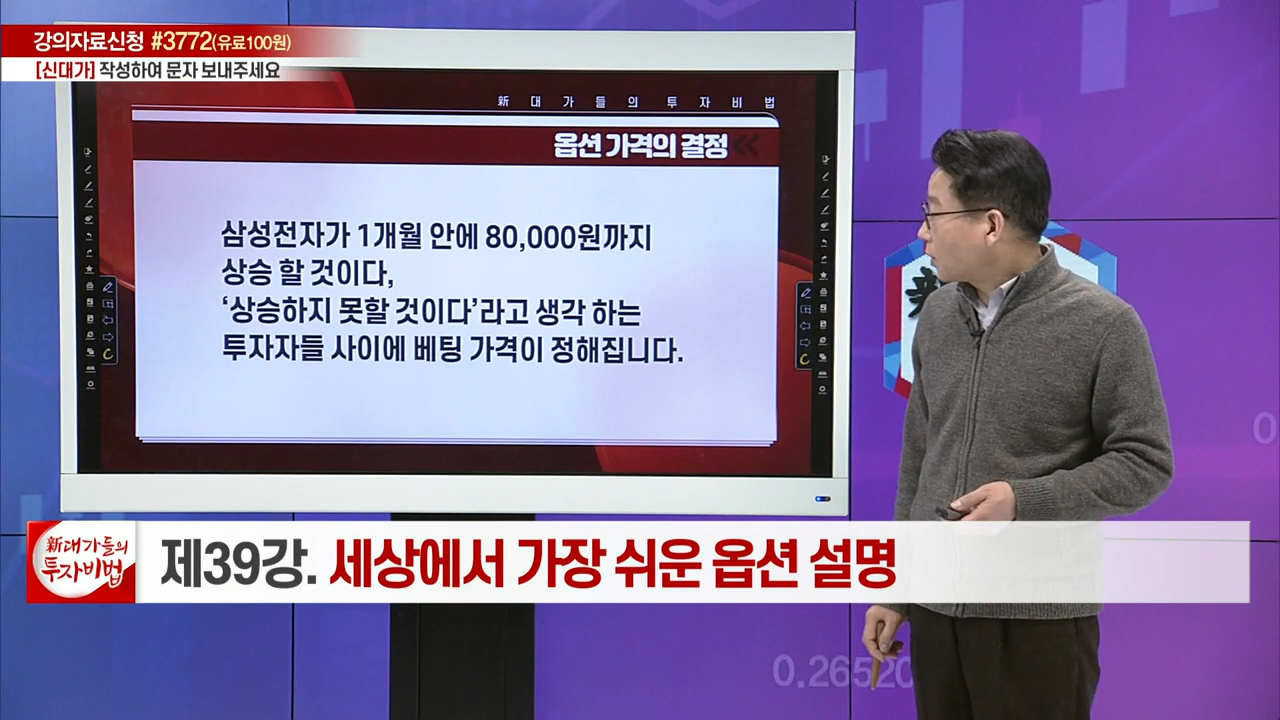 강의자료신청 #3772(유료100원)
[신대가] 작성하여 문자 보내주세요
新대가들의투자비법
옵션 가격의 결정
삼성전자가 1개월 안에 80,000원까지
상승 할 것이다,
‘상승하지 못할 것이다’라고 생각 하는
투자자들 사이에 베팅 가격이 정해집니다.
新대가들의
투자비법
제39강. 세상에서 가장 쉬운 옵션 설명
0.26520
0